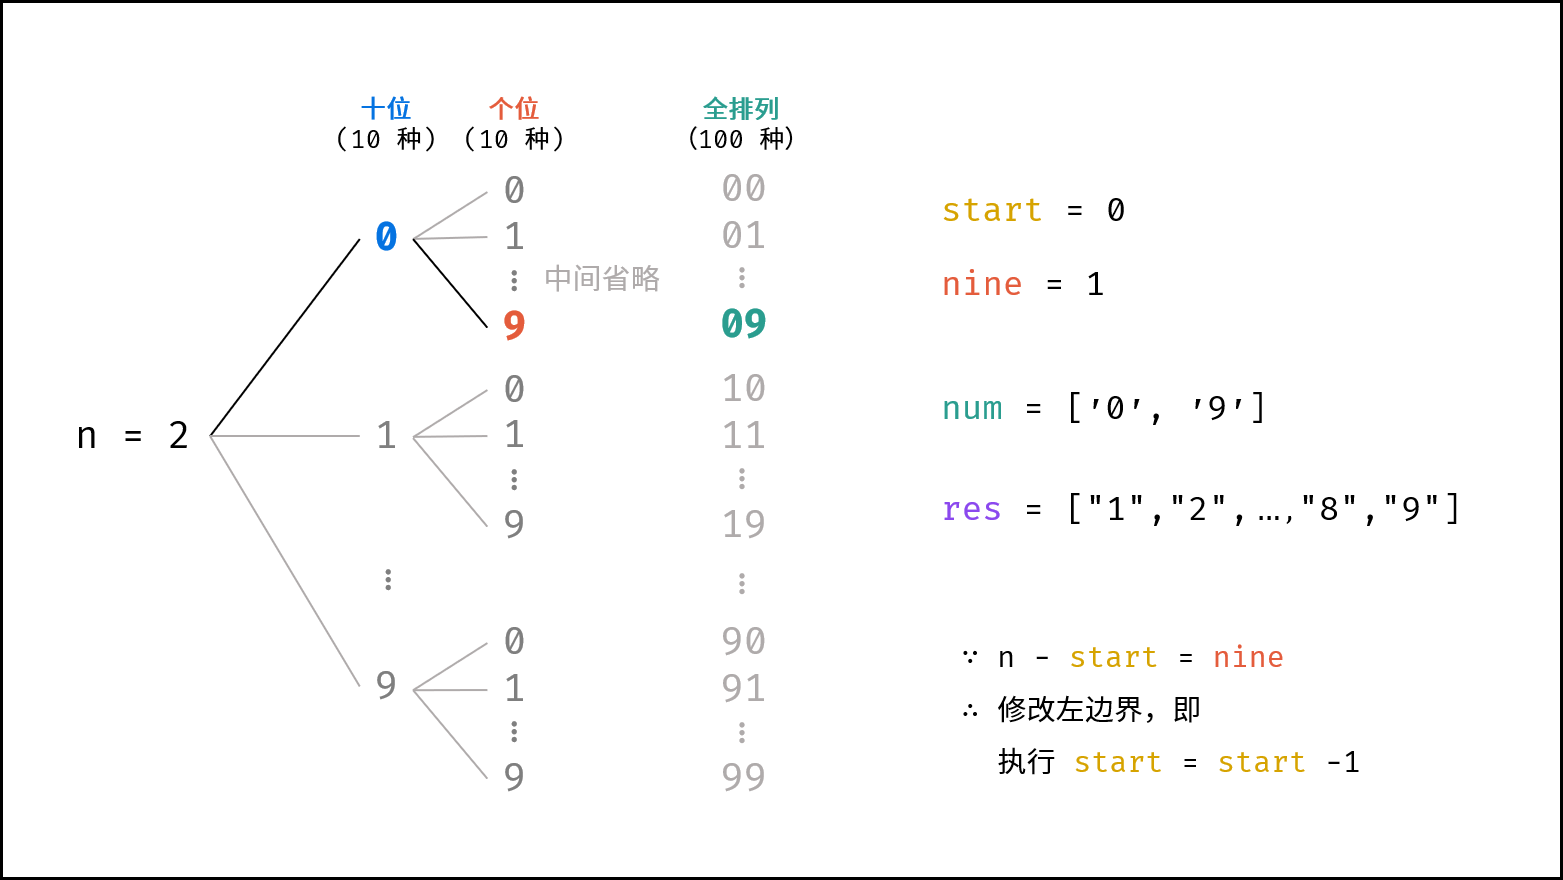 十位 个位 全排列
(10 种) (10 种) (100 种)
0 00
start = 0
0 1 01
⋮ 中间省略 ⋮
nine = 1
9 09
0 10
num = ['0', '9']
n = 2 1 1 11
⋮ ⋮
res = ["1","2",…,"8","9"]
9 19
⋮ ⋮
0 90
∵ n - start = nine
9 1 91
∴ 修改左边界，即
⋮ ⋮
执行 start = start -1
9 99